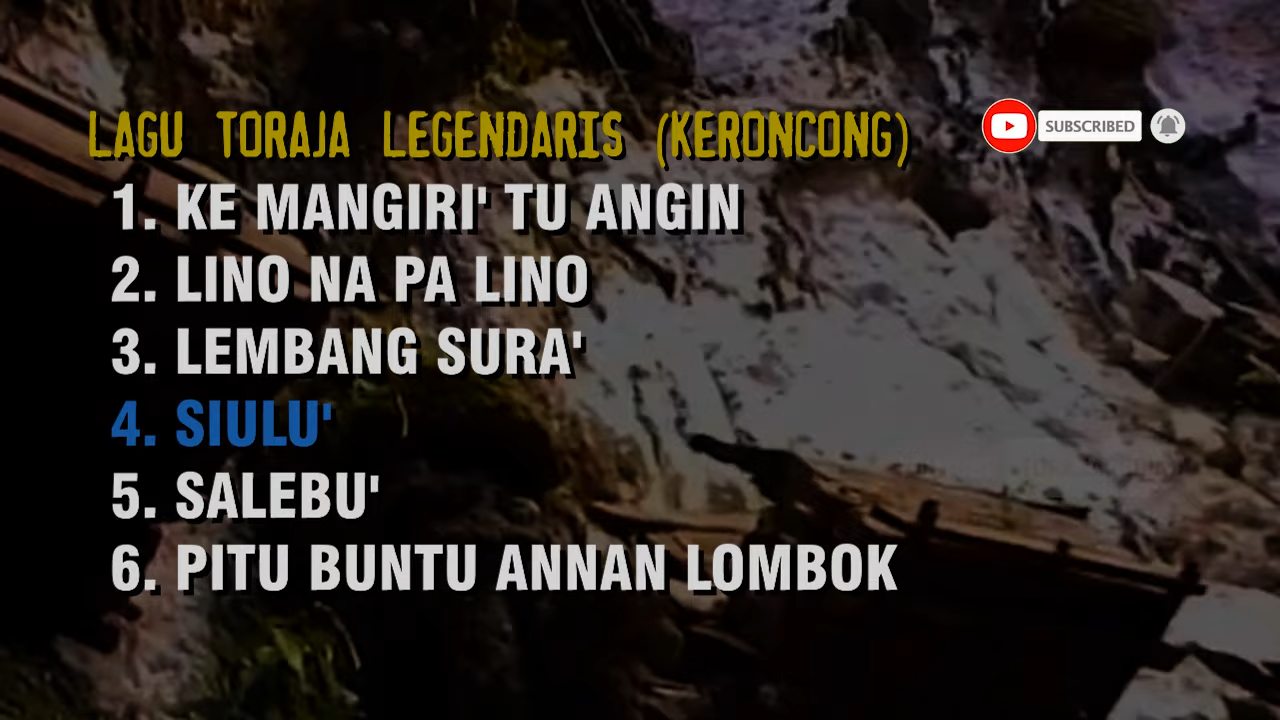 LAGU TORAJA LEGENDARIS (KERONCONG)
SUBSCRIBED
1. KE MANGIRI' TU ANGIN
2. LINO NA PA LINO
3. LEMBANG SURA'
4. SIULU'
5. SALEBU'
6. PITU BUNTU ANNAN LOMBOK